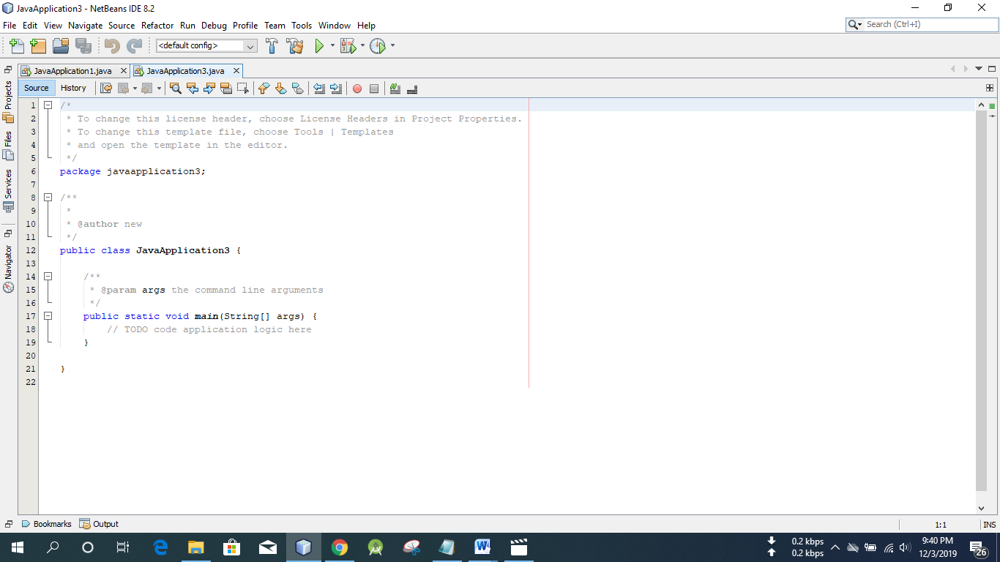 JavaApplication3 - NetBeans IDE 8.2
File Edit View Navigate Source Refactor Run Debug Profile Team Tools Window Help
Search (Ctrl+I)
<default config>
JavaApplication1.java JavaApplication3.java
Source History
Projects
Files
Services
Navigator
1 /*
2 * To change this license header, choose License Headers in Project Properties.
3 * To change this template file, choose Tools | Templates
4 * and open the template in the editor.
5 */
6 package javaapplication3;
7
8 /**
9 *
10 * @author new
11 */
12 public class JavaApplication3 {
13
14 /**
15 * @param args the command line arguments
16 */
17 public static void main(String[] args) {
18 // TODO code application logic here
19 }
20
21 }
22
Bookmarks Output
1:1 INS
0.2 kbps
0.2 kbps
9:40 PM
12/3/2019
26